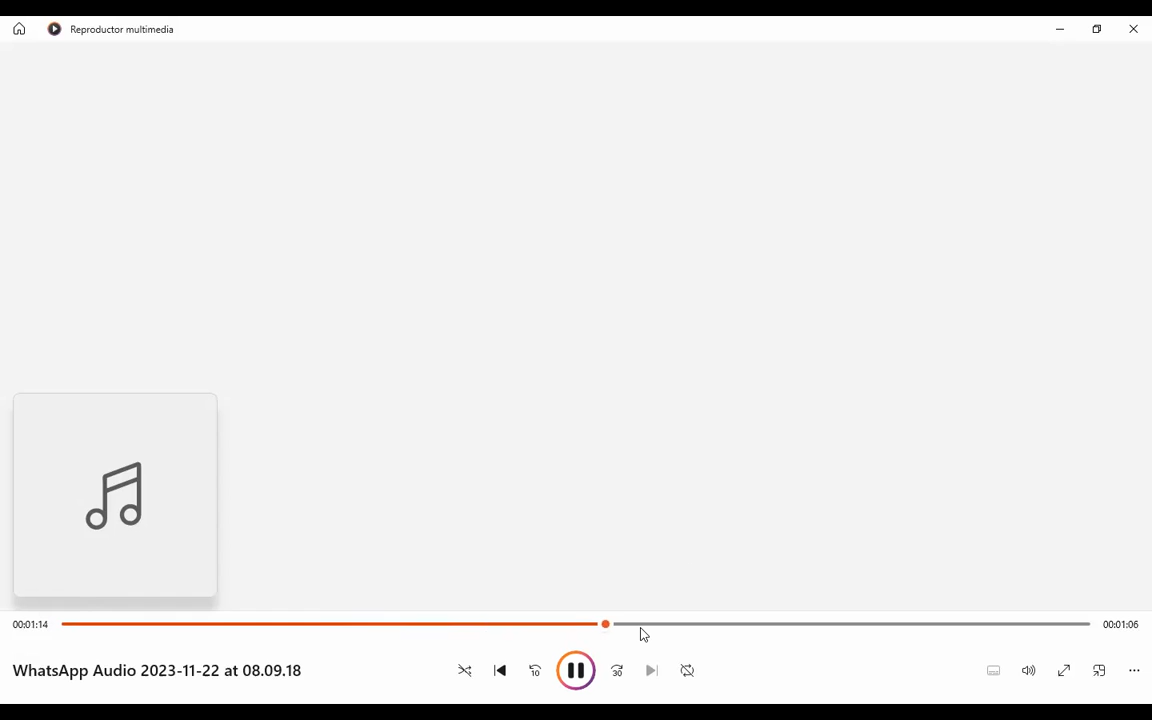 Reproductor multimedia
00:01:14
00:01:06
WhatsApp Audio 2023-11-22 at 08.09.18
10
30